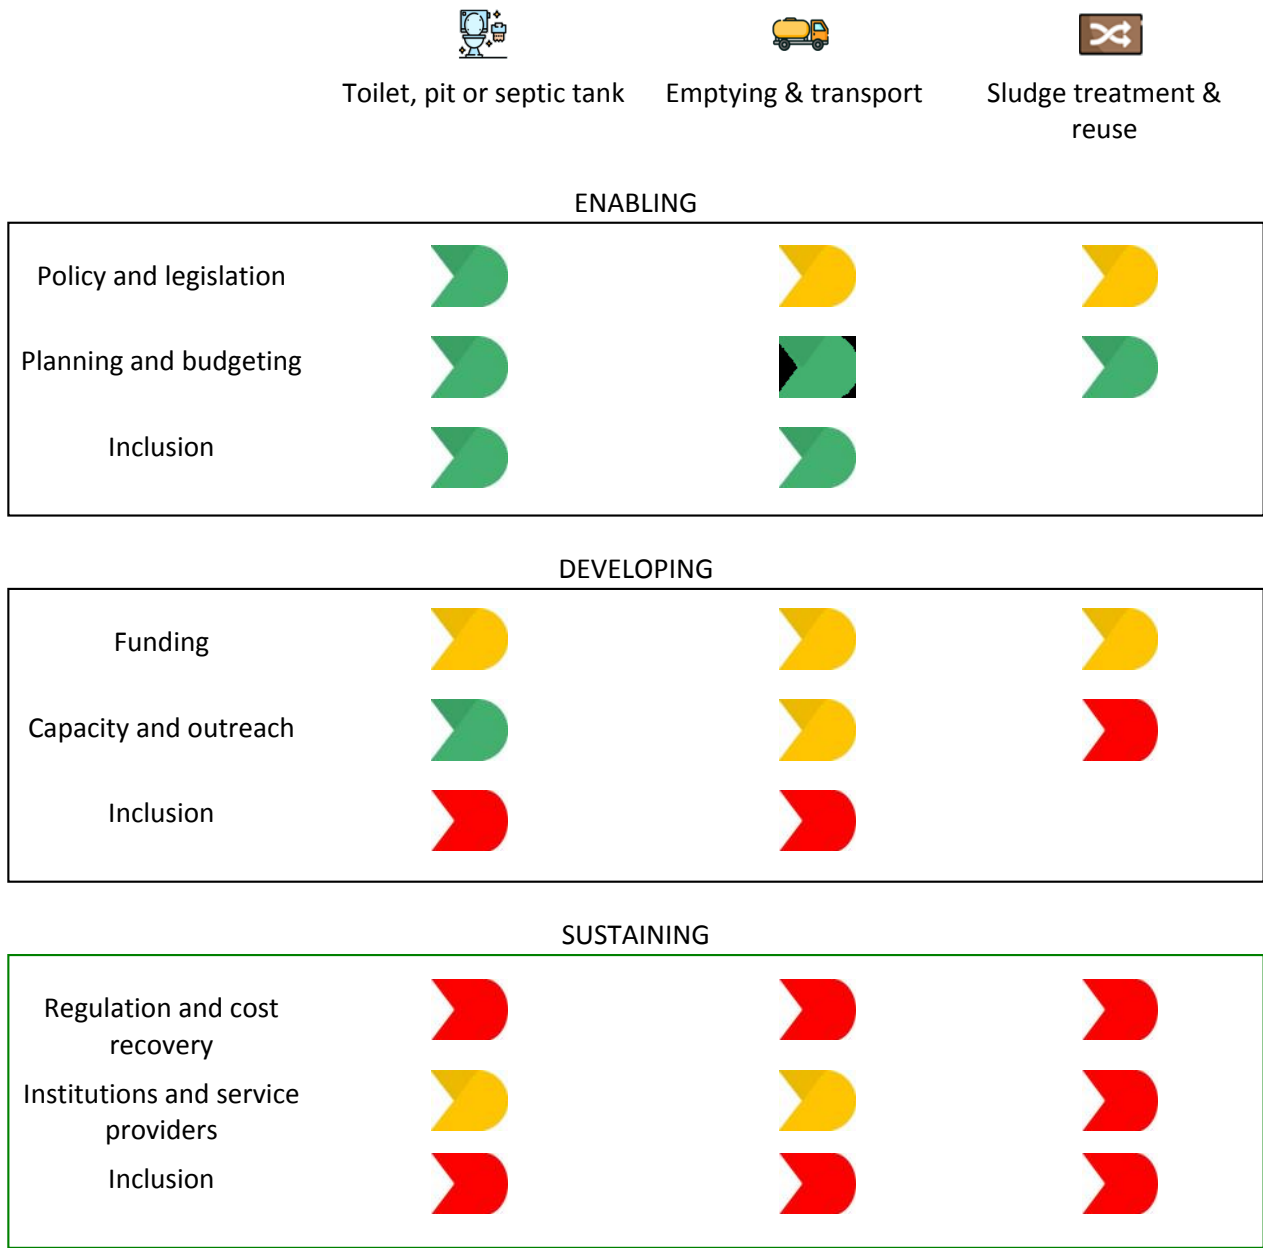 Toilet, pit or septic tank
Emptying & transport
Sludge treatment &
reuse
ENABLING
Policy and legislation
Planning and budgeting
Inclusion
DEVELOPING
Funding
Capacity and outreach
Inclusion
SUSTAINING
Regulation and cost
recovery
Institutions and service
providers
Inclusion